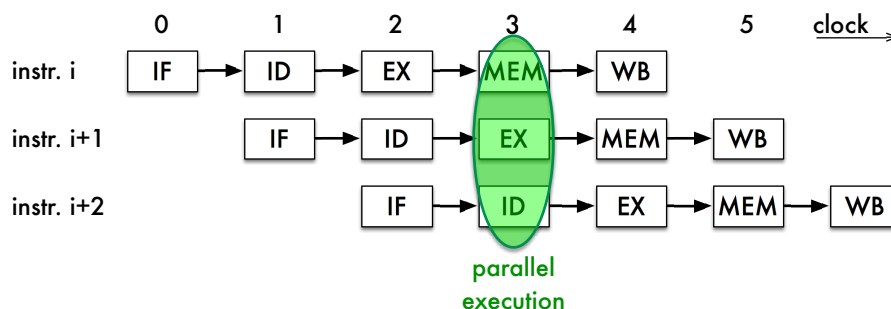 0 1 2 3 4 5 clock
instr. i IF ID EX MEM WB
instr. i+1 IF ID EX MEM WB
instr. i+2 IF ID EX MEM WB
parallel
execution